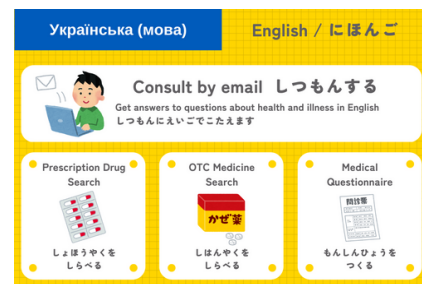 Українська (мова)
English / にほんご
Consult by email しつもんする
Get answers to questions about health and illness in English
しつもんにえいごでこたえます
Prescription Drug
Search
しょほうやくを
しらべる
OTC Medicine
Search
かぜ薬
しはんやくを
しらべる
Medical
Questionnaire
問診票
もんしんひょうを
つくる